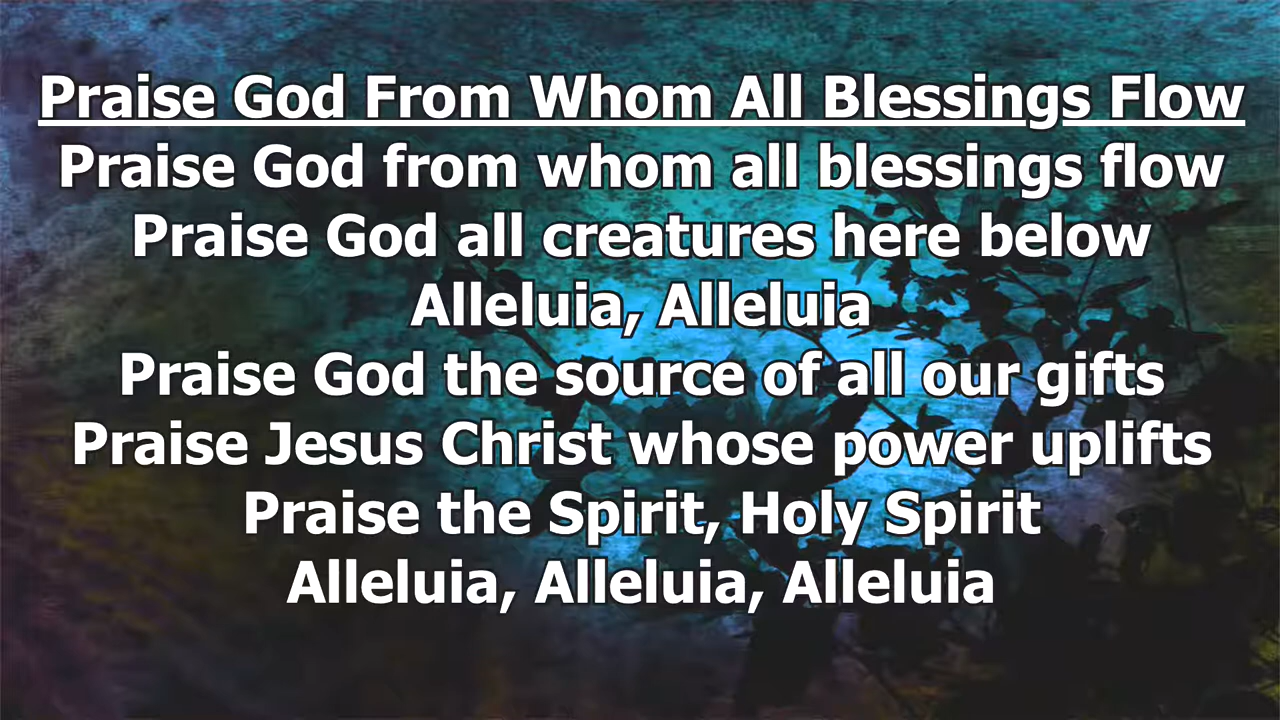 Praise God From Whom All Blessings Flow
Praise God from whom all blessings flow
Praise God all creatures here below
Alleluia, Alleluia
Praise God the source of all our gifts
Praise Jesus Christ whose power uplifts
Praise the Spirit, Holy Spirit
Alleluia, Alleluia, Alleluia